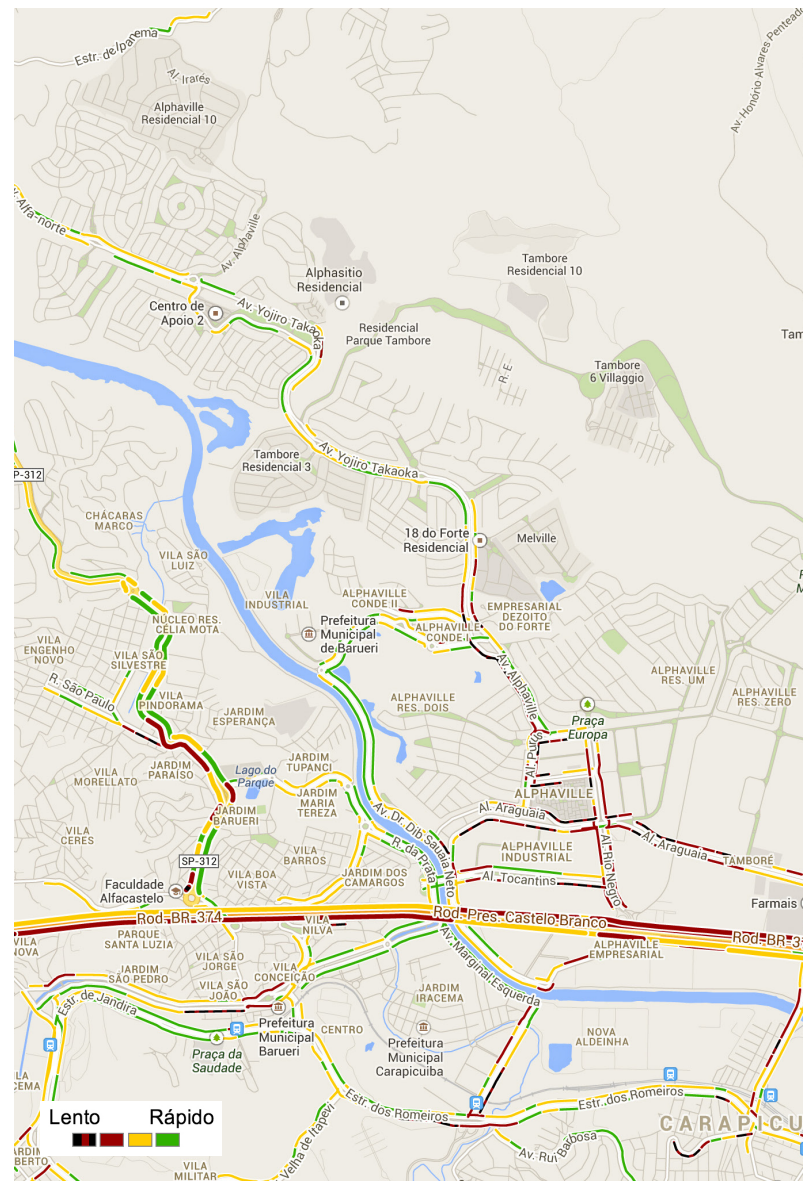 Estr. de Ipanema
Al. Irarés
Alphaville
Residencial 10
Av. Honório Alvares Penteado
Alfa-norte
Av. Alphaville
Alphasitio
Residencial
Tambore
Residencial 10
Centro de
Apoio 2
Av. Yojiro Takaoka
Residencial
Parque Tambore
R. E
Tam
Tambore
6 Villaggio
Tambore
Residencial 3
Av. Yojiro Takaoka
P-312
CHÁCARAS
MARCO
18 do Forte
Residencial
Melville
VILA SÃO
LUIZ
VILA
INDUSTRIAL
ALPHAVILLE
CONDE II
EMPRESARIAL
DEZOITO
DO FORTE
NÚCLEO RES.
CÉLIA MOTA
Prefeitura
Municipal
de Barueri
ALPHAVILLE
CONDE I
VILA
ENGENHO
NOVO
VILA SÃO
SILVESTRE
Av. Alphaville
ALPHAVILLE
RES. UM
ALPHAVILLE
RES. ZERO
R. São Paulo
VILA
PINDORAMA
JARDIM
ESPERANÇA
ALPHAVILLE
RES. DOIS
Praça
Europa
Al. Purus
VILA
MORELLATO
JARDIM
PARAÍSO
Lago do
Parque
JARDIM
TUPANCI
JARDIM
MARIA
TEREZA
ALPHAVILLE
JARDIM
BARUERI
Av. Dr. Dib Sauaia Neto
Al. Araguaia
VILA
CERES
R. da Prata
ALPHAVILLE
INDUSTRIAL
Al. Rio Negro
Al. Araguaia
TAMBORÉ
SP-312
VILA
BARROS
VILA BOA
VISTA
JARDIM DOS
CAMARGOS
Al. Tocantins
Faculdade
Alfacastelo
Farmais
Rod. BR-374
Rod. Pres. Castelo Branco
Rod. BR-3
VILA
NOVA
PARQUE
SANTA LUZIA
VILA
NILVA
ALPHAVILLE
EMPRESARIAL
Av. Marginal Esquerda
VILA SÃO
JORGE
VILA
CONCEIÇÃO
JARDIM
SÃO PEDRO
VILA SÃO
JOÃO
JARDIM
IRACEMA
Estr. de Jandira
Prefeitura
Municipal
Barueri
CENTRO
Prefeitura
Municipal
Carapicuiba
NOVA
ALDEINHA
Praça da
Saudade
VILA
CEMA
Estr. dos Romeiros
Estr. dos Romeiros
CARAPICU
Lento
Rápido
Velha de Itapevi
Av. Rui Barbosa
BERTO
VILA
MILITAR